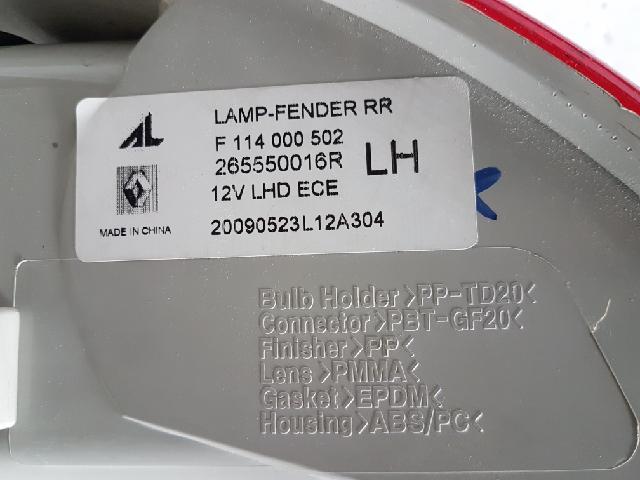 AL
LAMP-FENDER RR
F 114 000 502
265550016R
LH
12V LHD ECE
MADE IN CHINA
20090523L12A304
Bulb Holder>PP-TD20<
Connector>PBT-GF20<
Finisher>PP<
Lens>PMMA<
Gasket>EPDM<
Housing>ABS/PC<